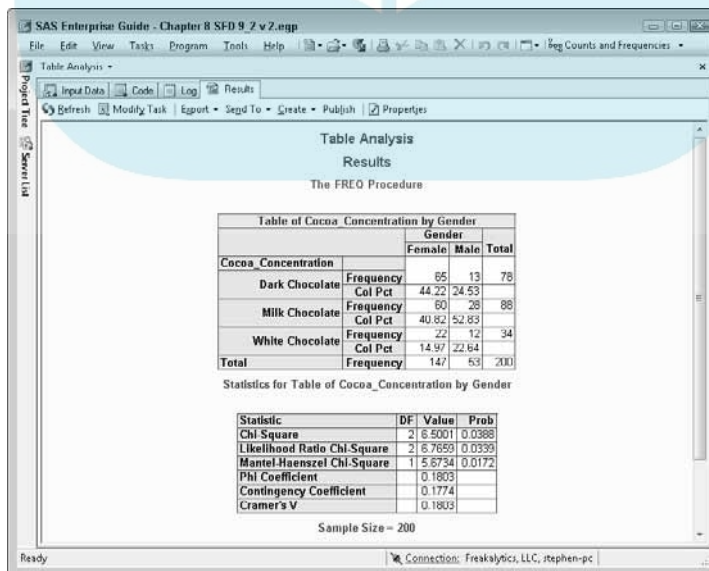 SAS Enterprise Guide - Chapter 8 SFD 9_2 v 2.egp
File Edit View Tasks Program Tools Help Counts and Frequencies
Table Analysis
Input Data Code Log Results
Refresh Modify Task Export Send To Create Publish Properties
Project Tree
Server List
Table Analysis
Results
The FREQ Procedure
Table of Cocoa_Concentration by Gender
Gender
Female Male Total
Cocoa_Concentration
Dark Chocolate Frequency 65 13 78
Col Pct 44.22 24.53
Milk Chocolate Frequency 60 28 88
Col Pct 40.82 52.83
White Chocolate Frequency 22 12 34
Col Pct 14.97 22.64
Total Frequency 147 53 200
Statistics for Table of Cocoa_Concentration by Gender
Statistic DF Value Prob
Chi-Square 2 6.5001 0.0388
Likelihood Ratio Chi-Square 2 6.7659 0.0339
Mantel-Haenszel Chi-Square 1 5.6734 0.0172
Phi Coefficient 0.1803
Contingency Coefficient 0.1774
Cramer's V 0.1803
Sample Size = 200
Ready Connection: Freakalytics, LLC, stephen-pc